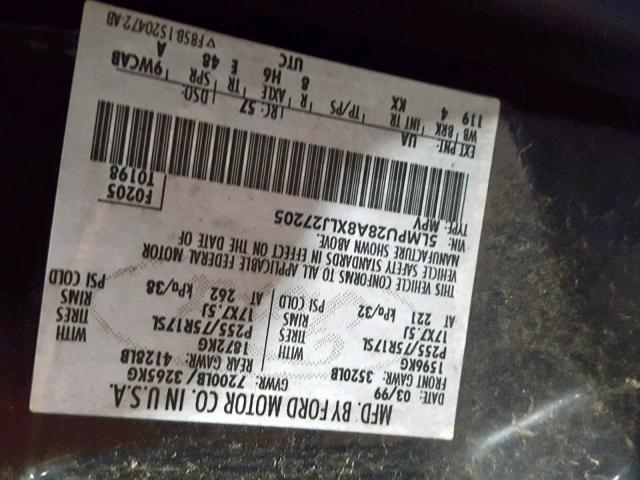 MFD. BY FORD MOTOR CO. IN U.S.A.
DATE: 03/99
GVWR: 7200LB/ 3265KG
FRONT GAWR: 3520LB
1596KG
P255/75R17SL
17X7.5J
AT 221 kPa/32
WITH
TIRES
RIMS
PSI COLD
REAR GAWR: 4128LB
1872KG
P255/75R17SL
17X7.5J
AT 262 kPa/38
WITH
TIRES
RIMS
PSI COLD
THIS VEHICLE CONFORMS TO ALL APPLICABLE FEDERAL MOTOR
VEHICLE SAFETY STANDARDS IN EFFECT ON THE DATE OF
MANUFACTURE SHOWN ABOVE.
VIN: 5LMPU28A8XLJ27205
TYPE: MPV
F0205
T0198
EXT PNT: UA
RC: 57
DSO:
WB BRK INT TR TP/PS R AXLE TR SPR 9WCAB
119 4 KX 8 H6 E 48 A
UTC
▽ F85B-1520472-AB